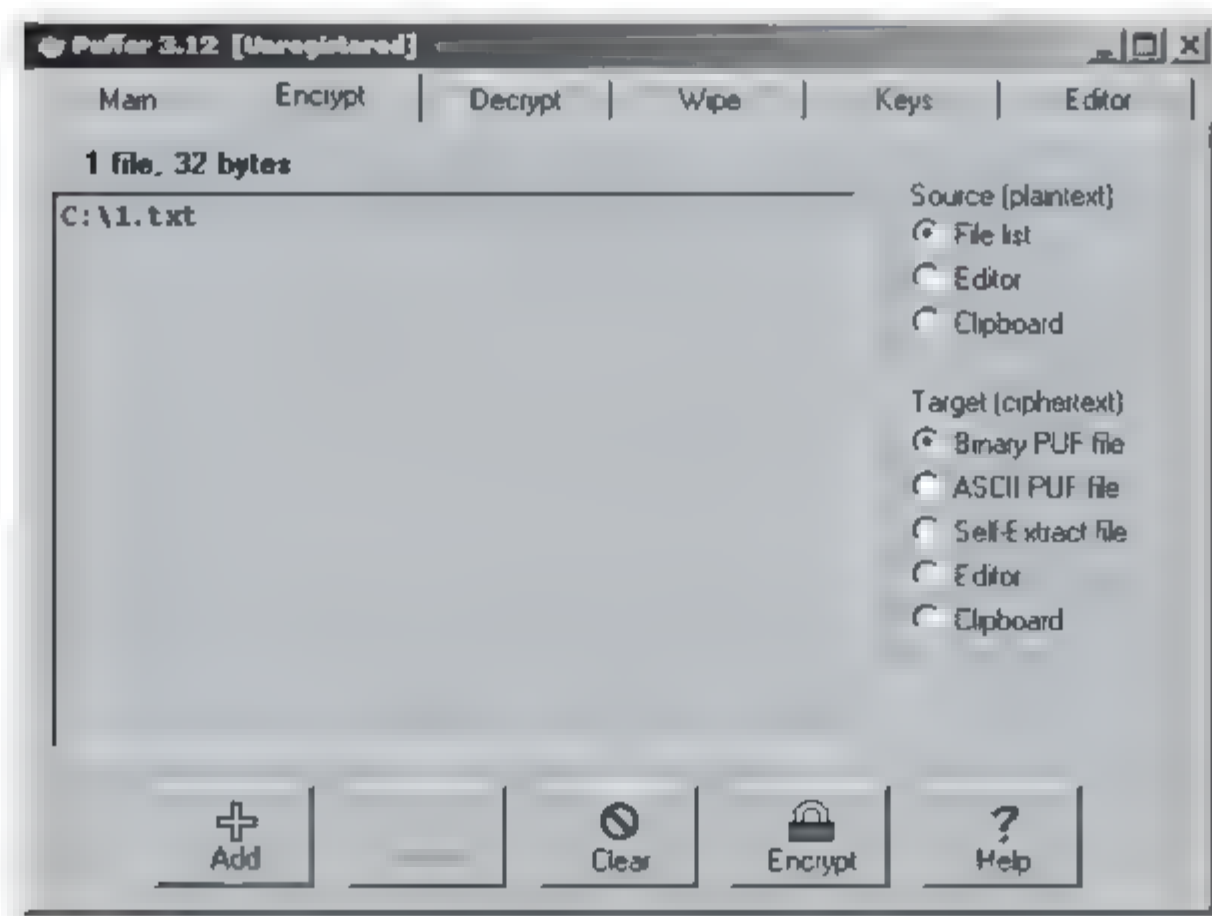 Puffer 3.12 [Unregistered]
Main Encrypt Decrypt Wipe Keys Editor
1 file, 32 bytes
C:\1.txt
Source (plaintext)
File list
Editor
Clipboard
Target (ciphertext)
Binary PUF file
ASCII PUF file
Self-Extract file
Editor
Clipboard
Add Clear Encrypt Help